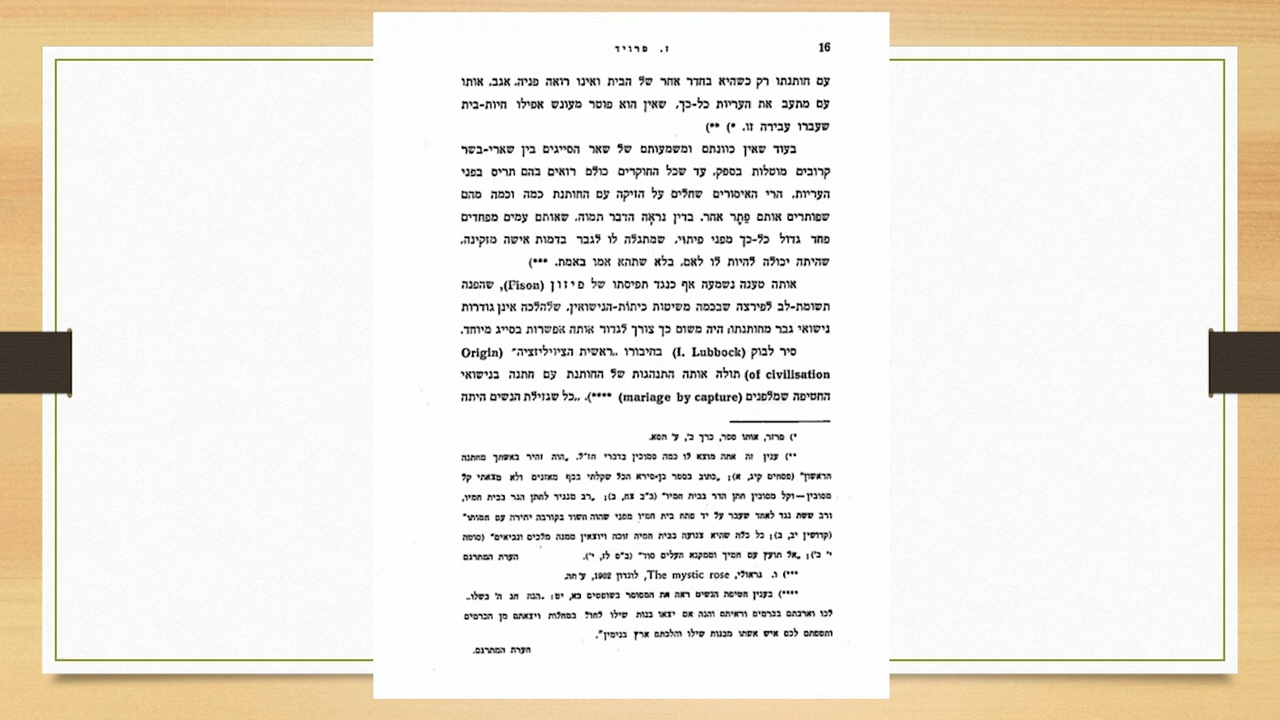 16 ז. פרויד
עם חותנתו רק כשהיא בחדר אחר של הבית ואינו רואה פניה. אגב, אותו
עם מתעב את העריות כל-כך, שאין הוא פוטר מעונש אפילו חיות-בית
שעברו עבירה זו. *) **)
בעוד שאין כוונתם ומשמעותם של שאר הסייגים בין שארי-בשר
קרובים מוטלות בספק, עד שכל החוקרים כולם רואים בהם תריס בפני
העריות, הרי האיסורים שחלים על הזיקה עם החותנת כמה וכמה מהם
שפותרים אותם פַּתָר אחר. בדין נראֶה הדבר תמוה, שאותם עמים מפחדים
פחד גדול כל-כך מפני פיתוי, שמתגלה לו לגבר בדמות אישה מזקינה,
שהיתה יכולה להיות לו לאם, בלא שתהא אמו באמת. ***)
אותה טענה נשמעה אף כנגד תפיסתו של פיזון (Fison), שהפנה
תשומת-לב לפירצה שבכמה משיטות כיתות-הנישואין, שלהלכה אינן גודרות
נישואי גבר מחותנתו; היה משום כך צורך לגדור אותה אפשרות בסייג מיוחד.
סיר לבוק (I. Lubbock) בחיבורו „ראשית הציוויליזציה" (Origin
of civilisation) תולה אותה התנהגות של החותנת עם חתנה בנישואי
החטיפה שמלפנים (mariage by capture) ****). „כל שגזילת הנשים היתה
*) פרזר, אותו ספר, כרך ב', ע' תסא.
**) ענין זה אתה מוצא לו כמה סמוכין בדברי חז"ל. „הוה זהיר באשתך מחתנה
הראשון" (פסחים קיג, א); „כתוב בספר בן-סירא הכל שקלתי בכף מאזנים ולא מצאתי קל
מסובין—וקל מסובין חתן הדר בבית חמיו" (ב"ב צח, ב); „רב מנגיד לחתן הגר בבית חמיו,
ורב ששת נגד לאחד שעבר על יד פתח בית חמיו מפני שהוה חשוד בקורבה יתירה עם חמותו"
(קדושין יב, ב); כל כלה שהיא צנועה בבית חמיה זוכה ויוצאין ממנה מלכים ונביאים" (סוטה
י' ב'); „אל תועץ עם חמיך וממקנא העלים סוד" (ב"ס לז, י'). הערת המתרגם
***) ו. גראולי, The mystic rose, לונדון 1902, ע'
****) בענין חטיפת הנשים ראה את המסופר בשופטים כא, יט: „הנה חג ה' בשלו..
לכו וארבתם בכרמים וראיתם והנה אם יצאו בנות שילו לחול במחלות ויצאתם מן הכרמים
וחטפתם לכם איש אשתו מבנות שילו והלכתם ארץ בנימין".
הערת המתרגם.